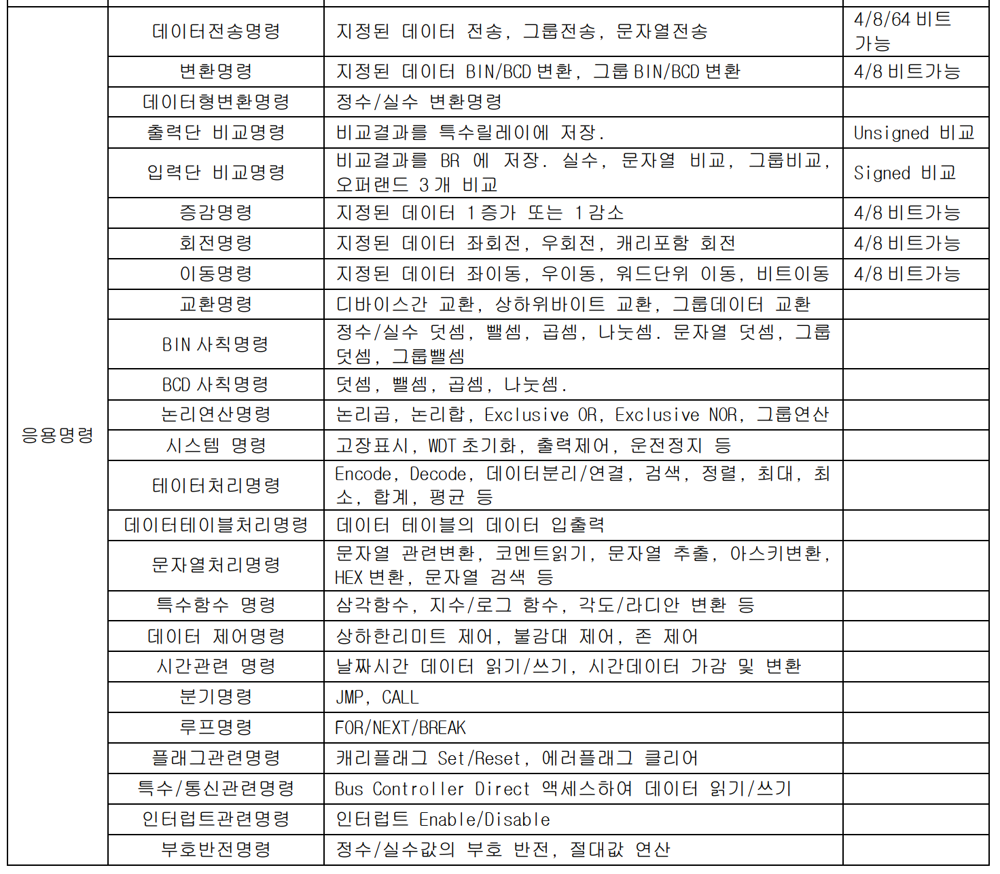 데이터전송명령 지정된 데이터 전송, 그룹전송, 문자열전송 4/8/64 비트
가능
변환명령 지정된 데이터 BIN/BCD 변환, 그룹 BIN/BCD 변환 4/8 비트가능
데이터형변환명령 정수/실수 변환명령
출력단 비교명령 비교결과를 특수릴레이에 저장. Unsigned 비교
입력단 비교명령 비교결과를 BR 에 저장. 실수, 문자열 비교, 그룹비교, Signed 비교
오퍼랜드 3 개 비교
증감명령 지정된 데이터 1 증가 또는 1 감소 4/8 비트가능
회전명령 지정된 데이터 좌회전, 우회전, 캐리포함 회전 4/8 비트가능
이동명령 지정된 데이터 좌이동, 우이동, 워드단위 이동, 비트이동 4/8 비트가능
교환명령 디바이스간 교환, 상하위바이트 교환, 그룹데이터 교환
BIN 사칙명령 정수/실수 덧셈, 뺄셈, 곱셈, 나눗셈. 문자열 덧셈, 그룹
덧셈, 그룹뺄셈
BCD 사칙명령 덧셈, 뺄셈, 곱셈, 나눗셈.
논리연산명령 논리곱, 논리합, Exclusive OR, Exclusive NOR, 그룹연산
응용명령
시스템 명령 고장표시, WDT 초기화, 출력제어, 운전정지 등
테이터처리명령 Encode, Decode, 데이터분리/연결, 검색, 정렬, 최대, 최
소, 합계, 평균 등
데이터테이블처리명령 데이터 테이블의 데이터 입출력
문자열처리명령 문자열 관련변환, 코멘트읽기, 문자열 추출, 아스키변환,
HEX 변환, 문자열 검색 등
특수함수 명령 삼각함수, 지수/로그 함수, 각도/라디안 변환 등
데이터 제어명령 상하한리미트 제어, 불감대 제어, 존 제어
시간관련 명령 날짜시간 데이터 읽기/쓰기, 시간데이터 가감 및 변환
분기명령 JMP, CALL
루프명령 FOR/NEXT/BREAK
플래그관련명령 캐리플래그 Set/Reset, 에러플래그 클리어
특수/통신관련명령 Bus Controller Direct 액세스하여 데이터 읽기/쓰기
인터럽트관련명령 인터럽트 Enable/Disable
부호반전명령 정수/실수값의 부호 반전, 절대값 연산